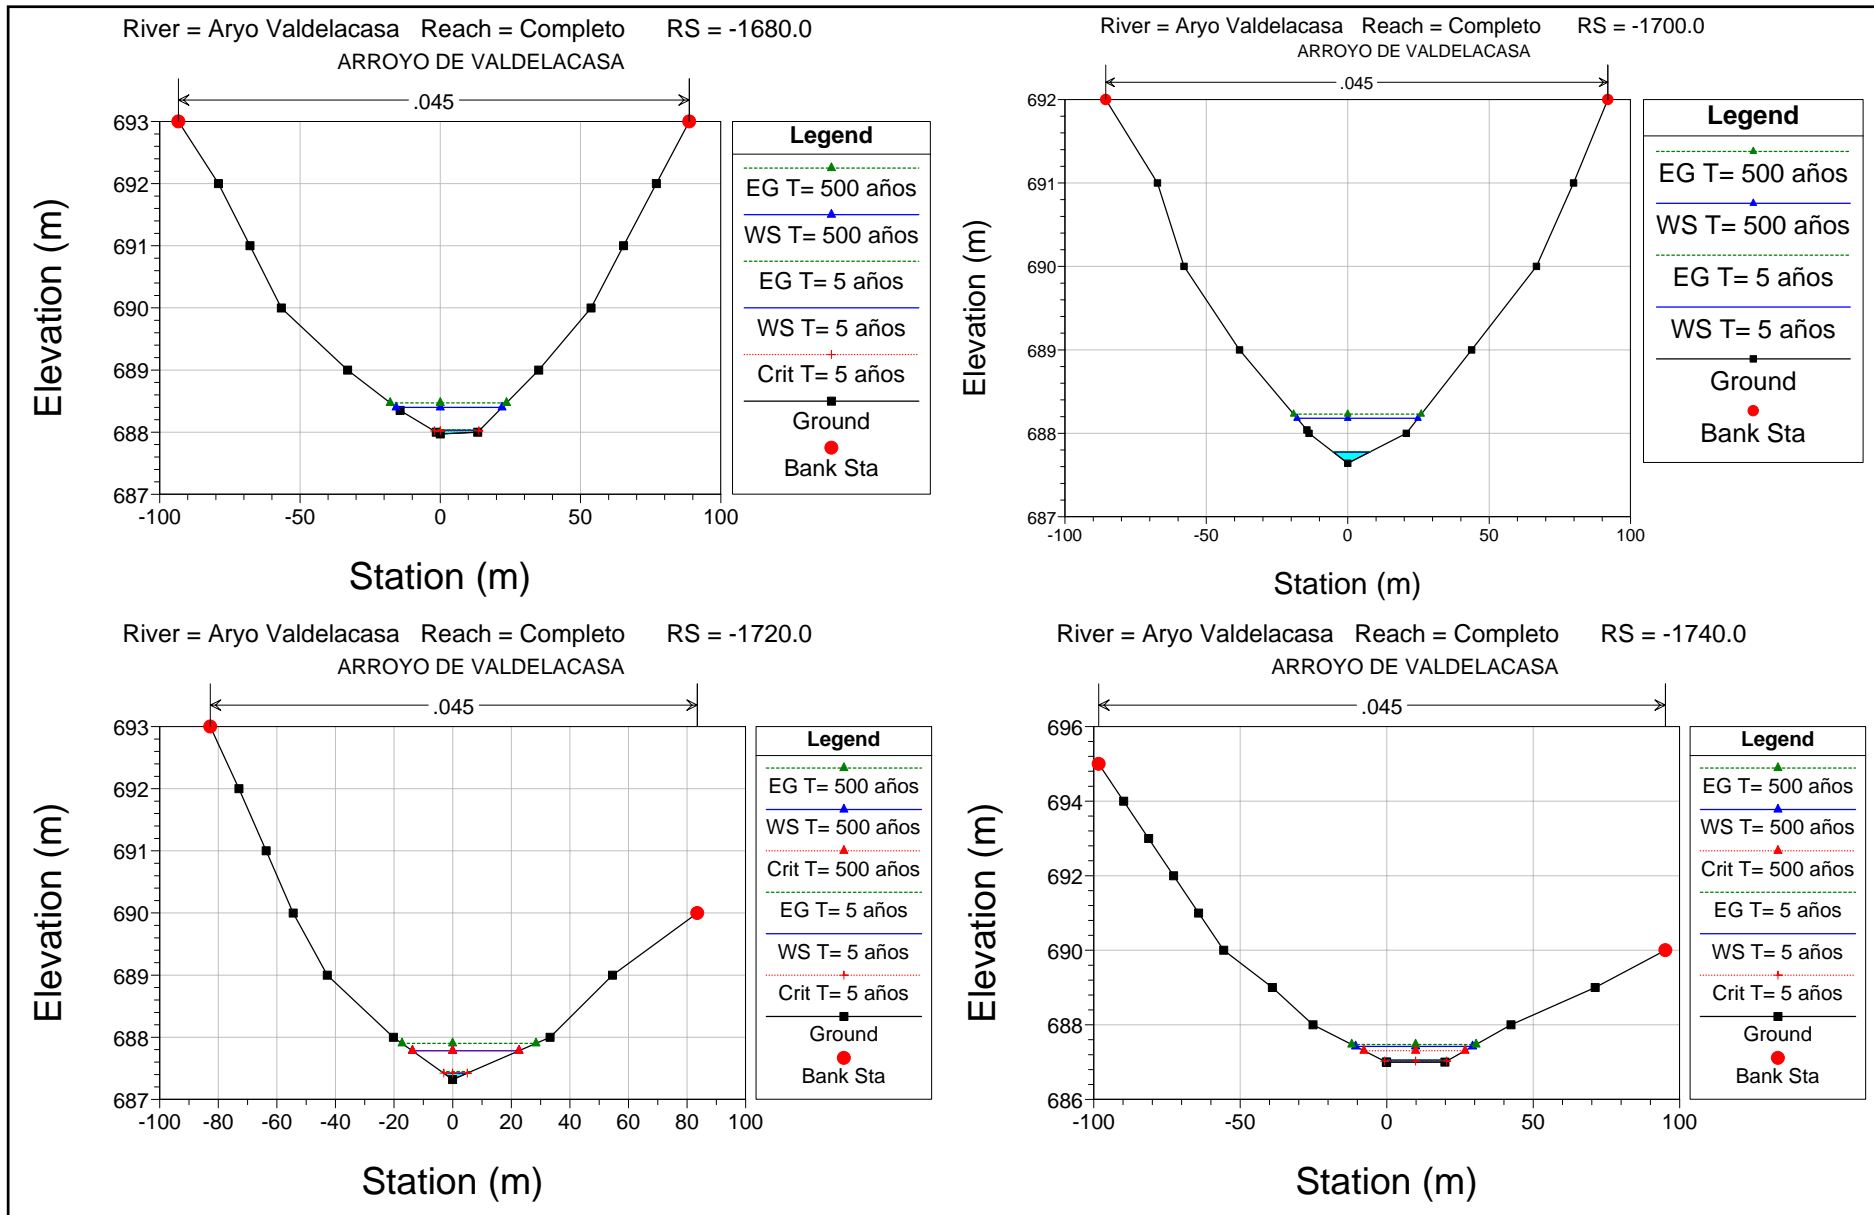 River = Aryo Valdelacasa Reach = Completo RS = -1680.0
ARROYO DE VALDELACASA
.045
693
692
691
690
689
688
687
-100
-50
0
50
100
Elevation (m)
Station (m)
Legend
EG T= 500 años
WS T= 500 años
EG T= 5 años
WS T= 5 años
Crit T= 5 años
Ground
Bank Sta
River = Aryo Valdelacasa Reach = Completo RS = -1700.0
ARROYO DE VALDELACASA
.045
692
691
690
689
688
687
-100
-50
0
50
100
Elevation (m)
Station (m)
Legend
EG T= 500 años
WS T= 500 años
EG T= 5 años
WS T= 5 años
Ground
Bank Sta
River = Aryo Valdelacasa Reach = Completo RS = -1720.0
ARROYO DE VALDELACASA
.045
693
692
691
690
689
688
687
-100
-80
-60
-40
-20
0
20
40
60
80
100
Elevation (m)
Station (m)
Legend
EG T= 500 años
WS T= 500 años
Crit T= 500 años
EG T= 5 años
WS T= 5 años
Crit T= 5 años
Ground
Bank Sta
River = Aryo Valdelacasa Reach = Completo RS = -1740.0
ARROYO DE VALDELACASA
.045
696
694
692
690
688
686
-100
-50
0
50
100
Elevation (m)
Station (m)
Legend
EG T= 500 años
WS T= 500 años
Crit T= 500 años
EG T= 5 años
WS T= 5 años
Crit T= 5 años
Ground
Bank Sta